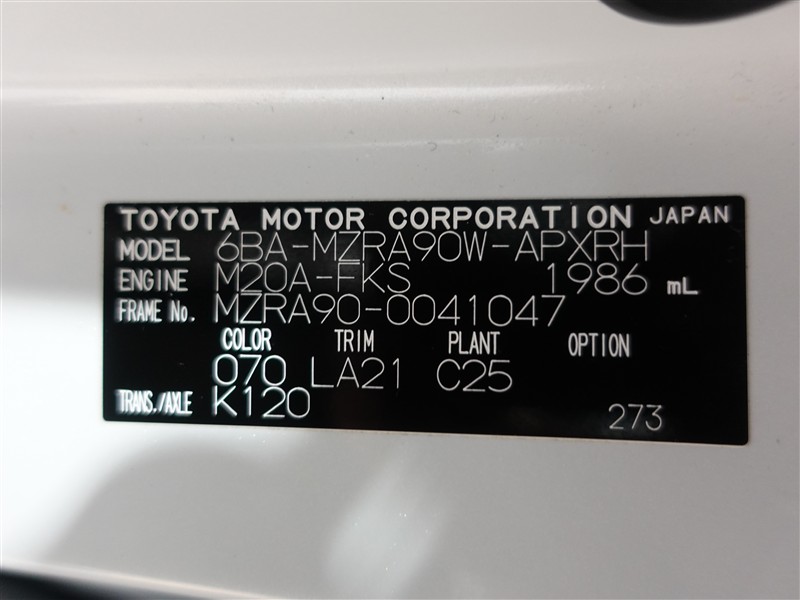 TOYOTA MOTOR CORPORATION JAPAN
MODEL 6BA-MZRA90W-APXRH
ENGINE M20A-FKS 1986 mL
FRAME No. MZRA90-0041047
COLOR TRIM PLANT OPTION
070 LA21 C25
TRANS./AXLE K120 273